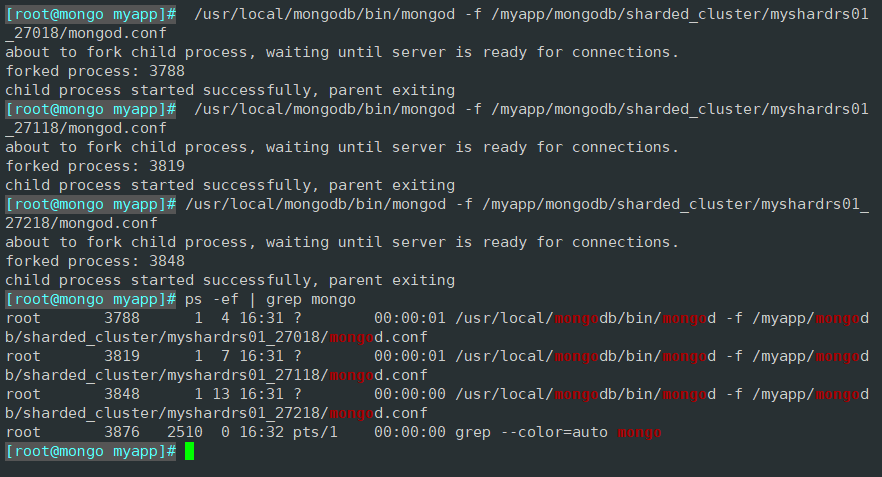 [root@mongo myapp]#  /usr/local/mongodb/bin/mongod -f /myapp/mongodb/sharded_cluster/myshardrs01
_27018/mongod.conf
about to fork child process, waiting until server is ready for connections.
forked process: 3788
child process started successfully, parent exiting
[root@mongo myapp]#  /usr/local/mongodb/bin/mongod -f /myapp/mongodb/sharded_cluster/myshardrs01
_27118/mongod.conf
about to fork child process, waiting until server is ready for connections.
forked process: 3819
child process started successfully, parent exiting
[root@mongo myapp]# /usr/local/mongodb/bin/mongod -f /myapp/mongodb/sharded_cluster/myshardrs01_
27218/mongod.conf
about to fork child process, waiting until server is ready for connections.
forked process: 3848
child process started successfully, parent exiting
[root@mongo myapp]# ps -ef | grep mongo
root       3788      1  4 16:31 ?        00:00:01 /usr/local/mongodb/bin/mongod -f /myapp/mongod
b/sharded_cluster/myshardrs01_27018/mongod.conf
root       3819      1  7 16:31 ?        00:00:01 /usr/local/mongodb/bin/mongod -f /myapp/mongod
b/sharded_cluster/myshardrs01_27118/mongod.conf
root       3848      1 13 16:31 ?        00:00:00 /usr/local/mongodb/bin/mongod -f /myapp/mongod
b/sharded_cluster/myshardrs01_27218/mongod.conf
root       3876   2510  0 16:32 pts/1    00:00:00 grep --color=auto mongo
[root@mongo myapp]#